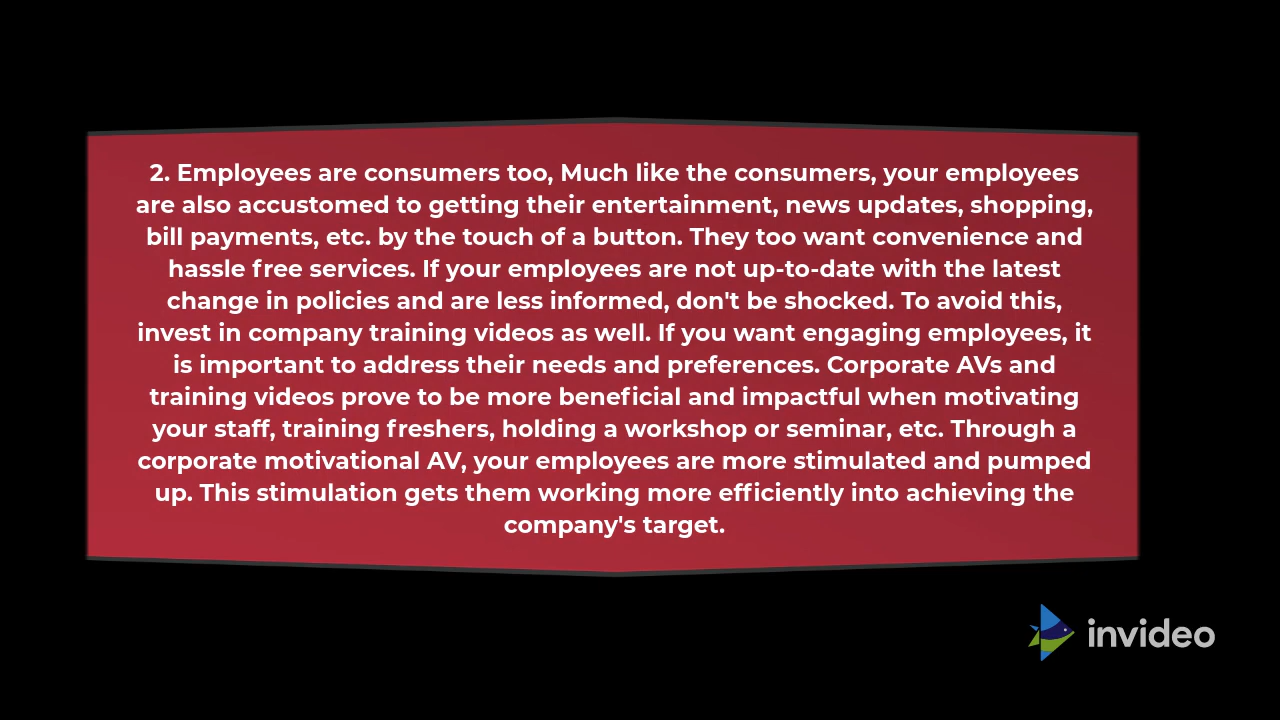 2. Employees are consumers too, Much like the consumers, your employees
are also accustomed to getting their entertainment, news updates, shopping,
bill payments, etc. by the touch of a button. They too want convenience and
hassle free services. If your employees are not up-to-date with the latest
change in policies and are less informed, don't be shocked. To avoid this,
invest in company training videos as well. If you want engaging employees, it
is important to address their needs and preferences. Corporate AVs and
training videos prove to be more beneficial and impactful when motivating
your staff, training freshers, holding a workshop or seminar, etc. Through a
corporate motivational AV, your employees are more stimulated and pumped
up. This stimulation gets them working more efficiently into achieving the
company's target.
invideo